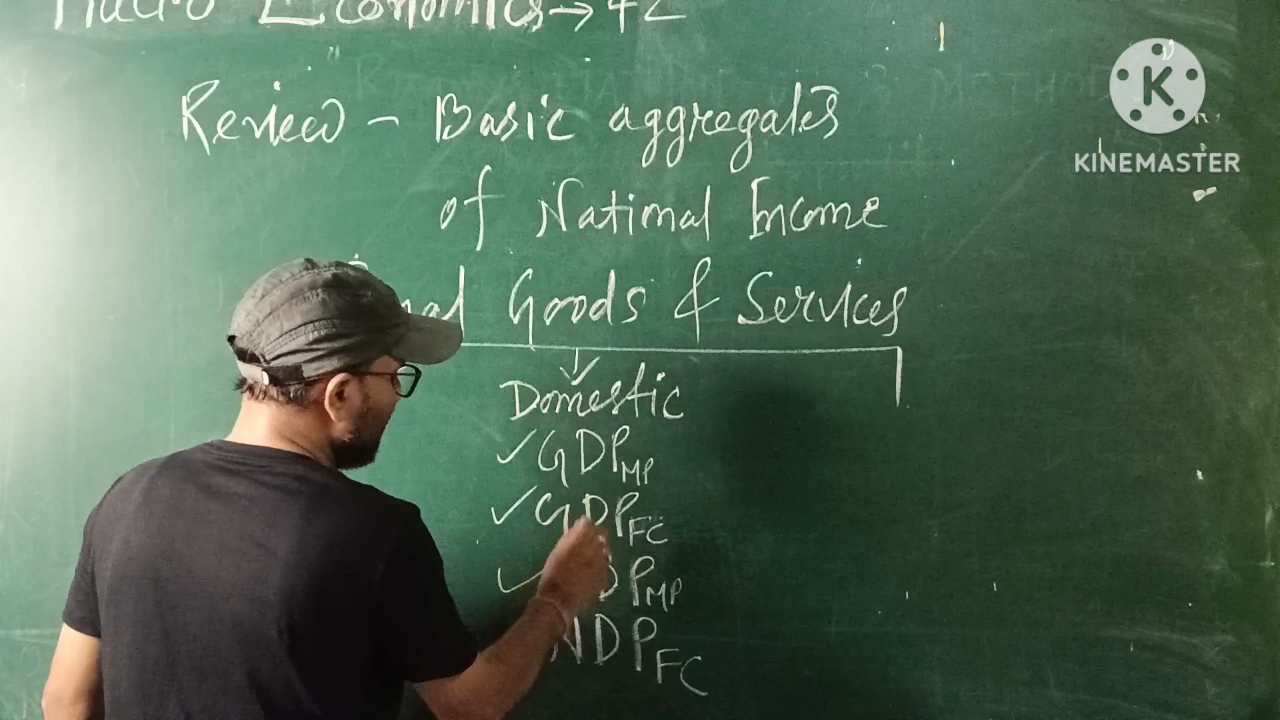 Macro Economics → 42
Review - Basic aggregates
of National Income
Goods & Services
Domestic
✓ GDP MP
✓ GDP FC
DP MP
NDP FC
KINEMASTER